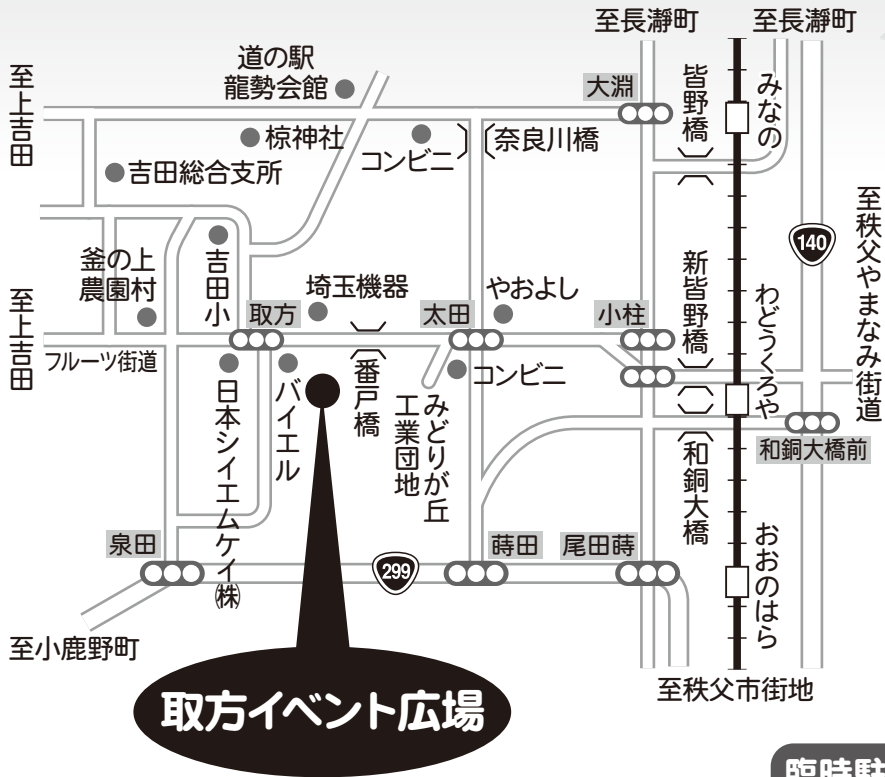 至長瀞町
至長瀞町
道の駅
龍勢会館
大淵
皆野橋
みなの
至上吉田
椋神社
コンビニ
奈良川橋
吉田総合支所
至秩父やまなみ街道
140
釜の上
農園村
吉田小
埼玉機器
やおよし
新皆野橋
わどうくろや
至上吉田
取方
太田
小柱
フルーツ街道
日本シイエムケイ㈱
バイエル
番戸橋
みどりが丘
工業団地
コンビニ
和銅大橋
和銅大橋前
泉田
299
蒔田
尾田蒔
おおのはら
至小鹿野町
至秩父市街地
取方イベント広場